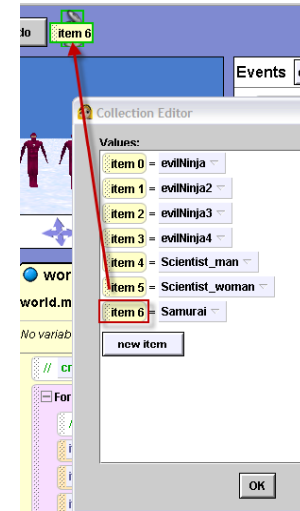 do
item 6
Events
Collection Editor
Values:
item 0 = evilNinja
item 1 = evilNinja2
item 2 = evilNinja3
item 3 = evilNinja4
item 4 = Scientist_man
item 5 = Scientist_woman
item 6 = Samurai
new item
OK
wor
world.m
No variab
// cr
For